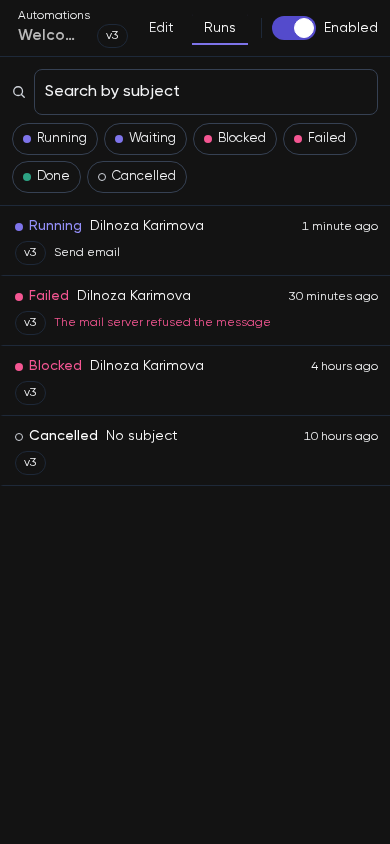 Automations
Welco...
v3
Edit
Runs
Enabled
Search by subject
Running
Waiting
Blocked
Failed
Done
Cancelled
Running Dilnoza Karimova 1 minute ago
v3 Send email
Failed Dilnoza Karimova 30 minutes ago
v3 The mail server refused the message
Blocked Dilnoza Karimova 4 hours ago
v3
Cancelled No subject 10 hours ago
v3